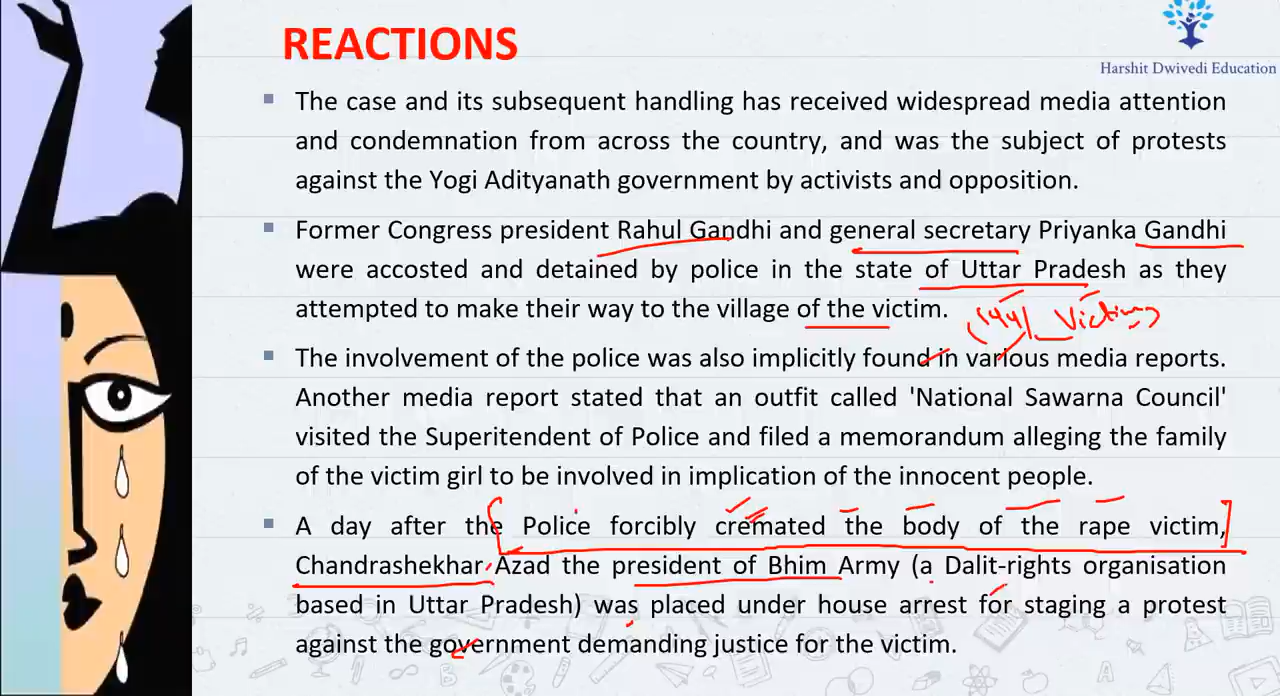 REACTIONS
Harshit Dwivedi Education
▪ The case and its subsequent handling has received widespread media attention
and condemnation from across the country, and was the subject of protests
against the Yogi Adityanath government by activists and opposition.
▪ Former Congress president Rahul Gandhi and general secretary Priyanka Gandhi
were accosted and detained by police in the state of Uttar Pradesh as they
attempted to make their way to the village of the victim.
Victim
▪ The involvement of the police was also implicitly found in various media reports.
Another media report stated that an outfit called 'National Sawarna Council'
visited the Superitendent of Police and filed a memorandum alleging the family
of the victim girl to be involved in implication of the innocent people.
▪ A day after the Police forcibly cremated the body of the rape victim,
Chandrashekhar Azad the president of Bhim Army (a Dalit-rights organisation
based in Uttar Pradesh) was placed under house arrest for staging a protest
against the government demanding justice for the victim.